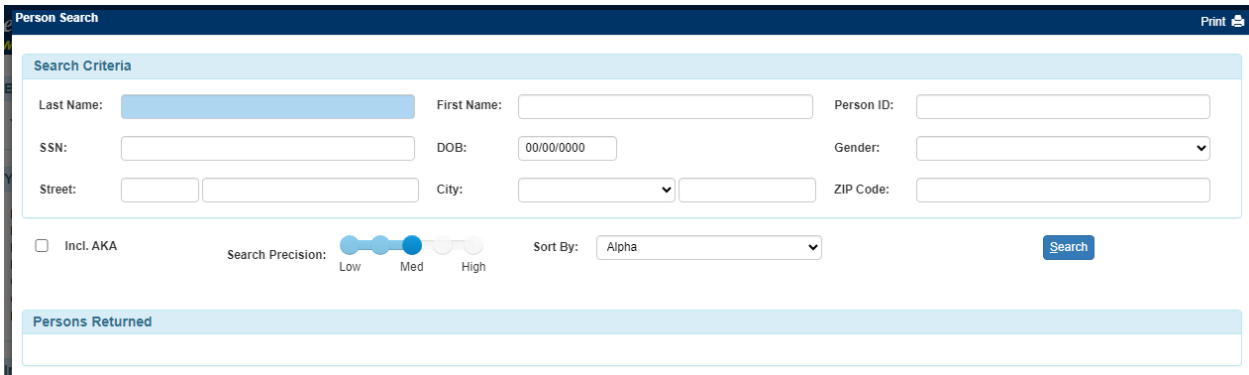 Person Search Print
Search Criteria
Last Name: First Name: Person ID:
SSN: DOB: 00/00/0000 Gender:
Street: City: ZIP Code:
Incl. AKA Search Precision: Low Med High Sort By: Alpha Search
Persons Returned